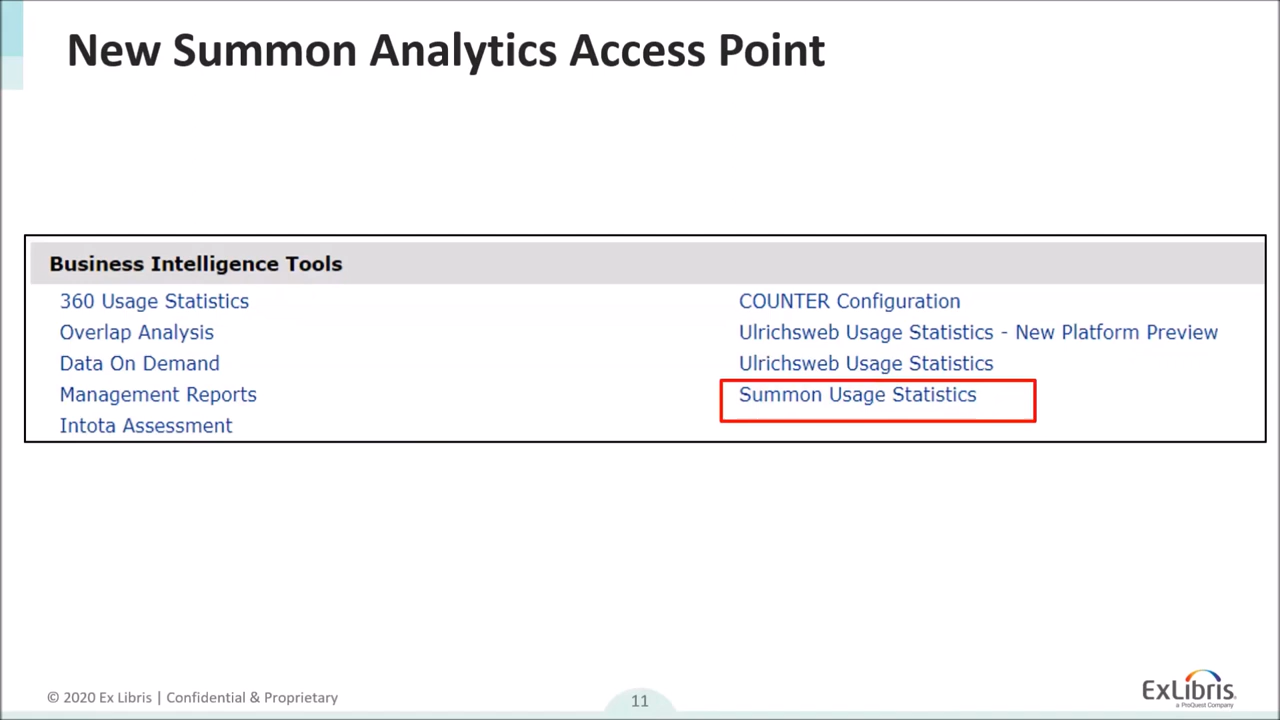 New Summon Analytics Access Point
Business Intelligence Tools
360 Usage Statistics
Overlap Analysis
Data On Demand
Management Reports
Intota Assessment
COUNTER Configuration
Ulrichsweb Usage Statistics - New Platform Preview
Ulrichsweb Usage Statistics
Summon Usage Statistics
© 2020 Ex Libris | Confidential & Proprietary
11
ExLibris
a ProQuest Company